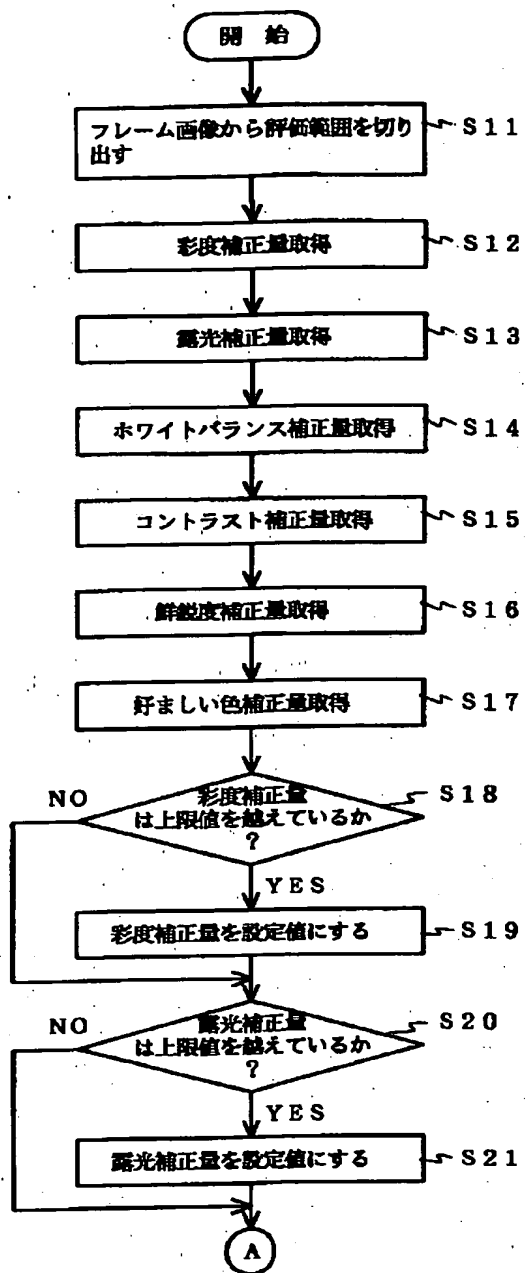 開 始
フレーム画像から評価範囲を切り
出す
S11
彩度補正量取得
S12
露光補正量取得
S13
ホワイトバランス補正量取得
S14
コントラスト補正量取得
S15
鮮鋭度補正量取得
S16
好ましい色補正量取得
S17
彩度補正量
は上限値を越えているか
?
S18
NO
YES
彩度補正量を設定値にする
S19
露光補正量
は上限値を越えているか
?
S20
NO
YES
露光補正量を設定値にする
S21
A